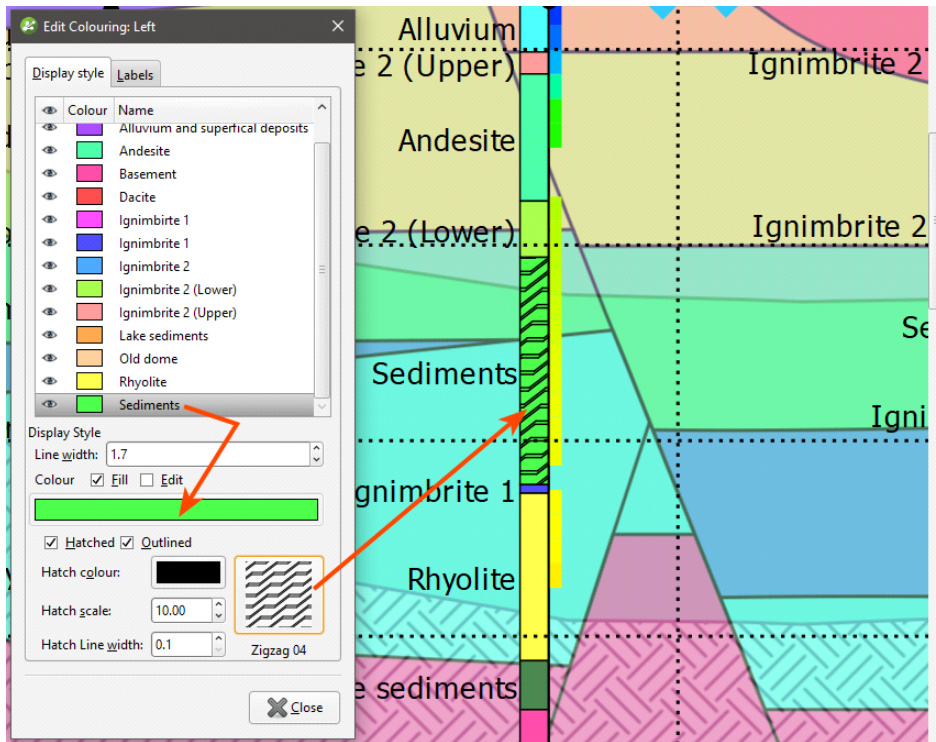 Edit Colouring: Left
Display style
Labels
Colour Name
Alluvium and superfical deposits
Andesite
Basement
Dacite
Ignimbirte 1
Ignimbrite 1
Ignimbrite 2
Ignimbrite 2 (Lower)
Ignimbrite 2 (Upper)
Lake sediments
Old dome
Rhyolite
Sediments
Display Style
Line width: 1.7
Colour Fill Edit
Hatched Outlined
Hatch colour:
Hatch scale: 10.00
Hatch Line width: 0.1
Zigzag 04
Close
Alluvium
e 2 (Upper)
Ignimbrite 2
Andesite
e 2 (Lower)
Ignimbrite 2
Se
Sediments
Igni
gnimbrite 1
Rhyolite
e sediments